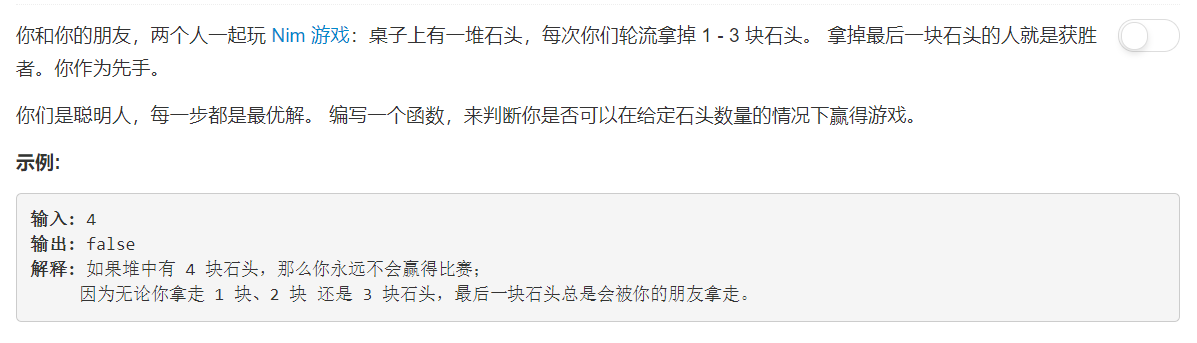 你和你的朋友，两个人一起玩 Nim 游戏：桌子上有一堆石头，每次你们轮流拿掉 1 - 3 块石头。 拿掉最后一块石头的人就是获胜
者。你作为先手。
你们是聪明人，每一步都是最优解。 编写一个函数，来判断你是否可以在给定石头数量的情况下赢得游戏。
示例:
输入: 4
输出: false
解释: 如果堆中有 4 块石头，那么你永远不会赢得比赛；
因为无论你拿走 1 块、2 块 还是 3 块石头，最后一块石头总是会被你的朋友拿走。